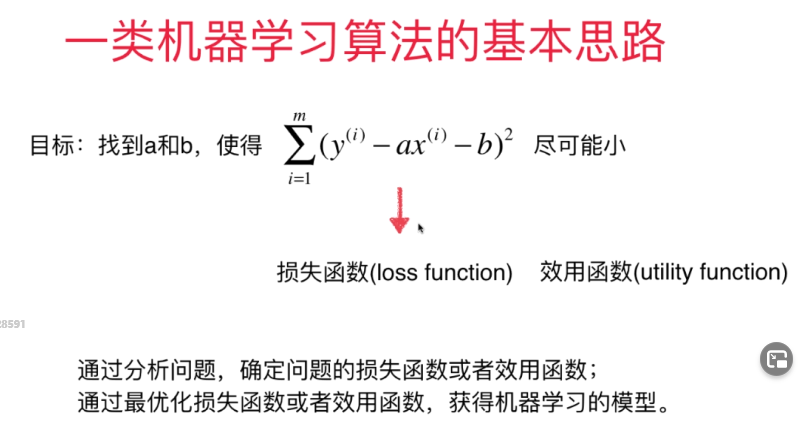 一类机器学习算法的基本思路
目标：找到a和b，使得 \sum_{i=1}^{m}(y^{(i)} - ax^{(i)} - b)^2 尽可能小
损失函数(loss function) 效用函数(utility function)
28591
通过分析问题，确定问题的损失函数或者效用函数；
通过最优化损失函数或者效用函数，获得机器学习的模型。